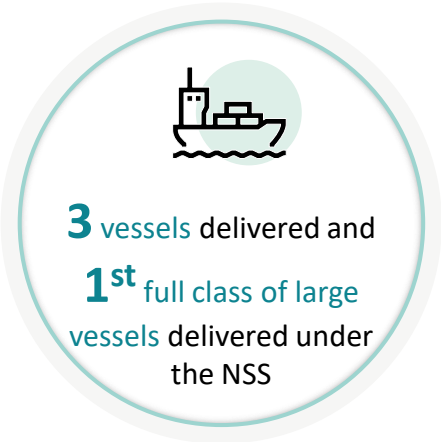 3 vessels delivered and
1st full class of large
vessels delivered under
the NSS